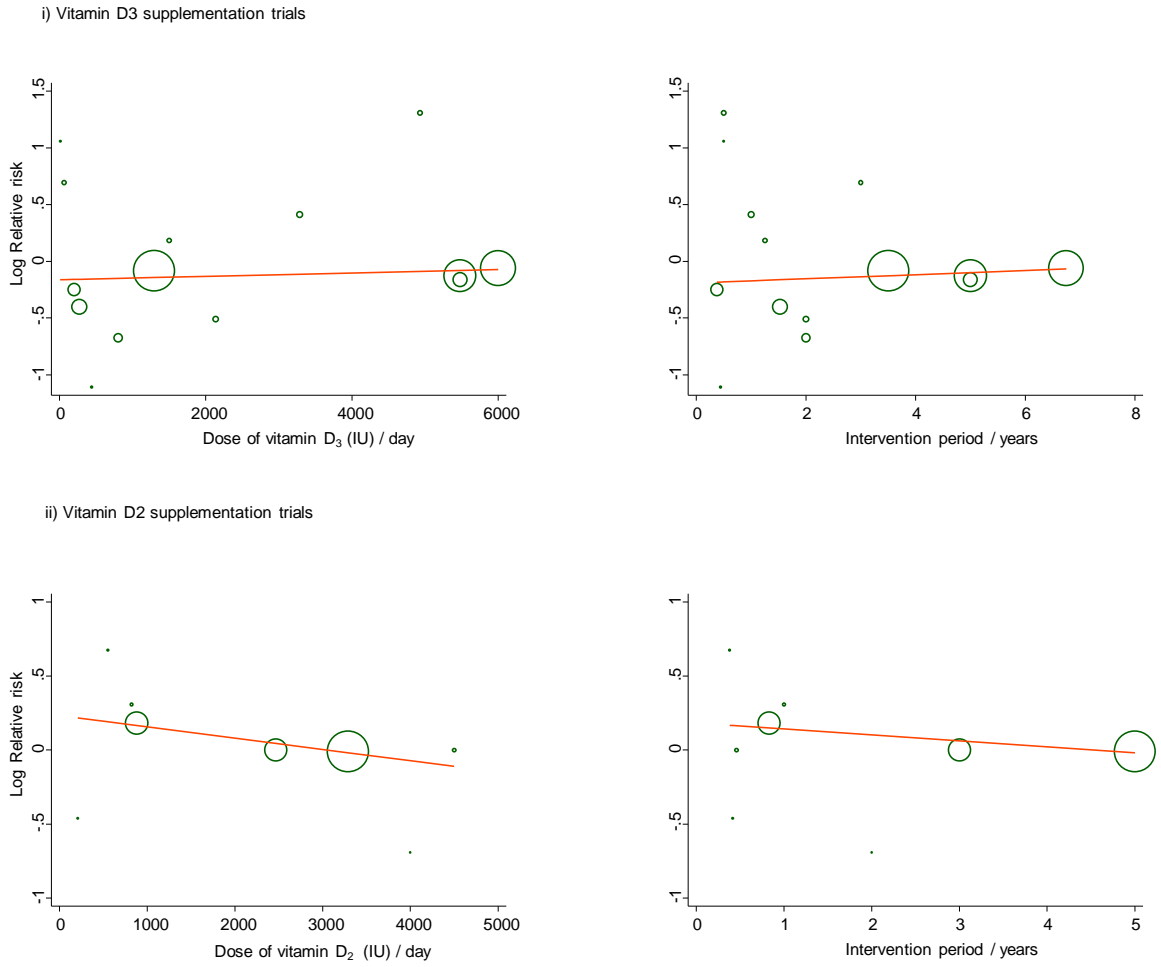 i) Vitamin D3 supplementation trials
Log Relative risk
1.5
1
.5
0
-.5
-1
0 2000 4000 6000
Dose of vitamin D₃ (IU) / day
0 2 4 6 8
Intervention period / years
ii) Vitamin D2 supplementation trials
Log Relative risk
1
.5
0
-.5
-1
0 1000 2000 3000 4000 5000
Dose of vitamin D₂ (IU) / day
1.5
1
.5
0
-.5
-1
1
.5
0
-.5
-1
0 1 2 3 4 5
Intervention period / years